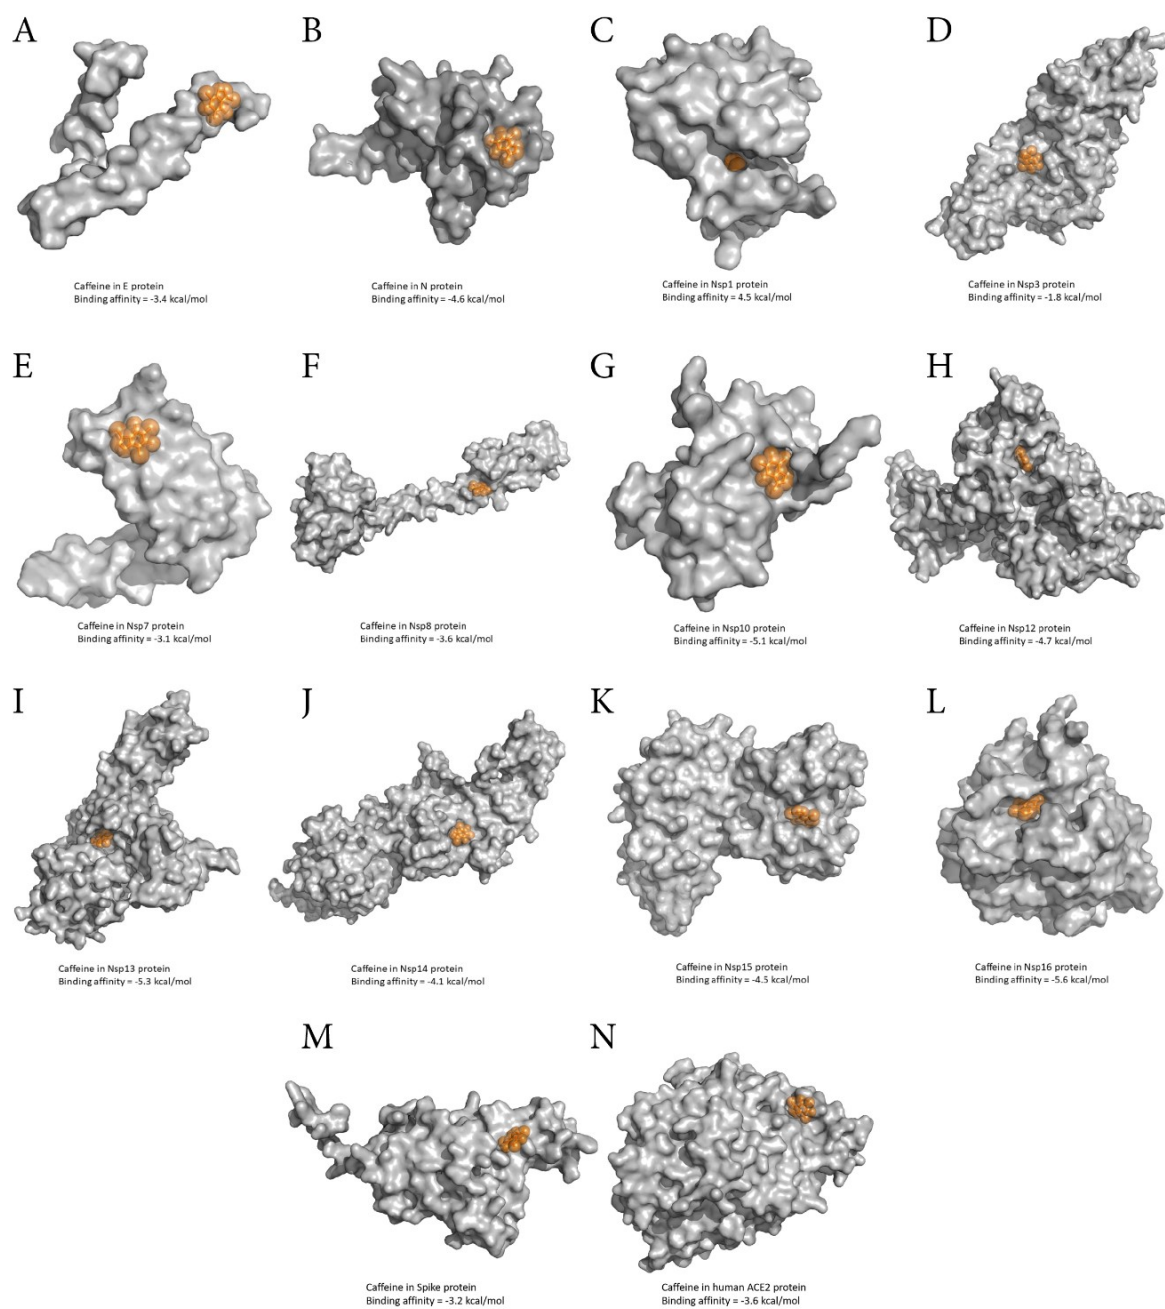 A
B
C
D
Caffeine in E protein
Binding affinity = -3.4 kcal/mol
Caffeine in N protein
Binding affinity = -4.6 kcal/mol
Caffeine in Nsp1 protein
Binding affinity = 4.5 kcal/mol
Caffeine in Nsp3 protein
Binding affinity = -1.8 kcal/mol
E
F
G
H
Caffeine in Nsp7 protein
Binding affinity = -3.1 kcal/mol
Caffeine in Nsp8 protein
Binding affinity = -3.6 kcal/mol
Caffeine in Nsp10 protein
Binding affinity = -5.1 kcal/mol
Caffeine in Nsp12 protein
Binding affinity = -4.7 kcal/mol
I
J
K
L
Caffeine in Nsp13 protein
Binding affinity = -5.3 kcal/mol
Caffeine in Nsp14 protein
Binding affinity = -4.1 kcal/mol
Caffeine in Nsp15 protein
Binding affinity = -4.5 kcal/mol
Caffeine in Nsp16 protein
Binding affinity = -5.6 kcal/mol
M
N
Caffeine in Spike protein
Binding affinity = -3.2 kcal/mol
Caffeine in human ACE2 protein
Binding affinity = -3.6 kcal/mol